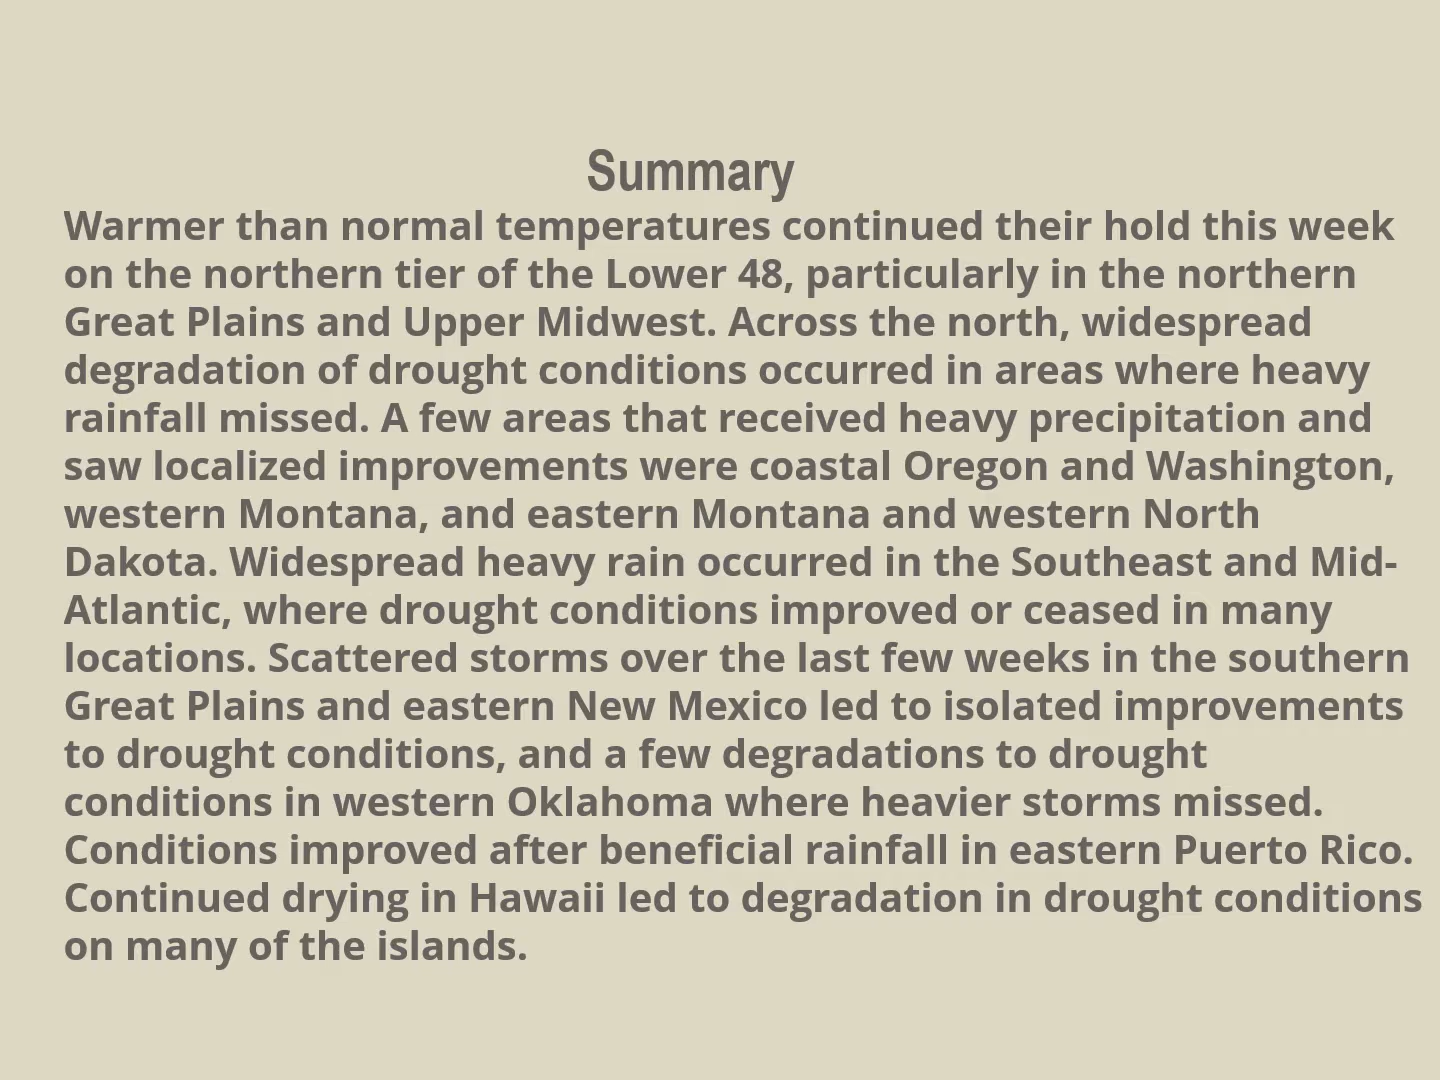 Summary
Warmer than normal temperatures continued their hold this week
on the northern tier of the Lower 48, particularly in the northern
Great Plains and Upper Midwest. Across the north, widespread
degradation of drought conditions occurred in areas where heavy
rainfall missed. A few areas that received heavy precipitation and
saw localized improvements were coastal Oregon and Washington,
western Montana, and eastern Montana and western North
Dakota. Widespread heavy rain occurred in the Southeast and Mid-
Atlantic, where drought conditions improved or ceased in many
locations. Scattered storms over the last few weeks in the southern
Great Plains and eastern New Mexico led to isolated improvements
to drought conditions, and a few degradations to drought
conditions in western Oklahoma where heavier storms missed.
Conditions improved after beneficial rainfall in eastern Puerto Rico.
Continued drying in Hawaii led to degradation in drought conditions
on many of the islands.